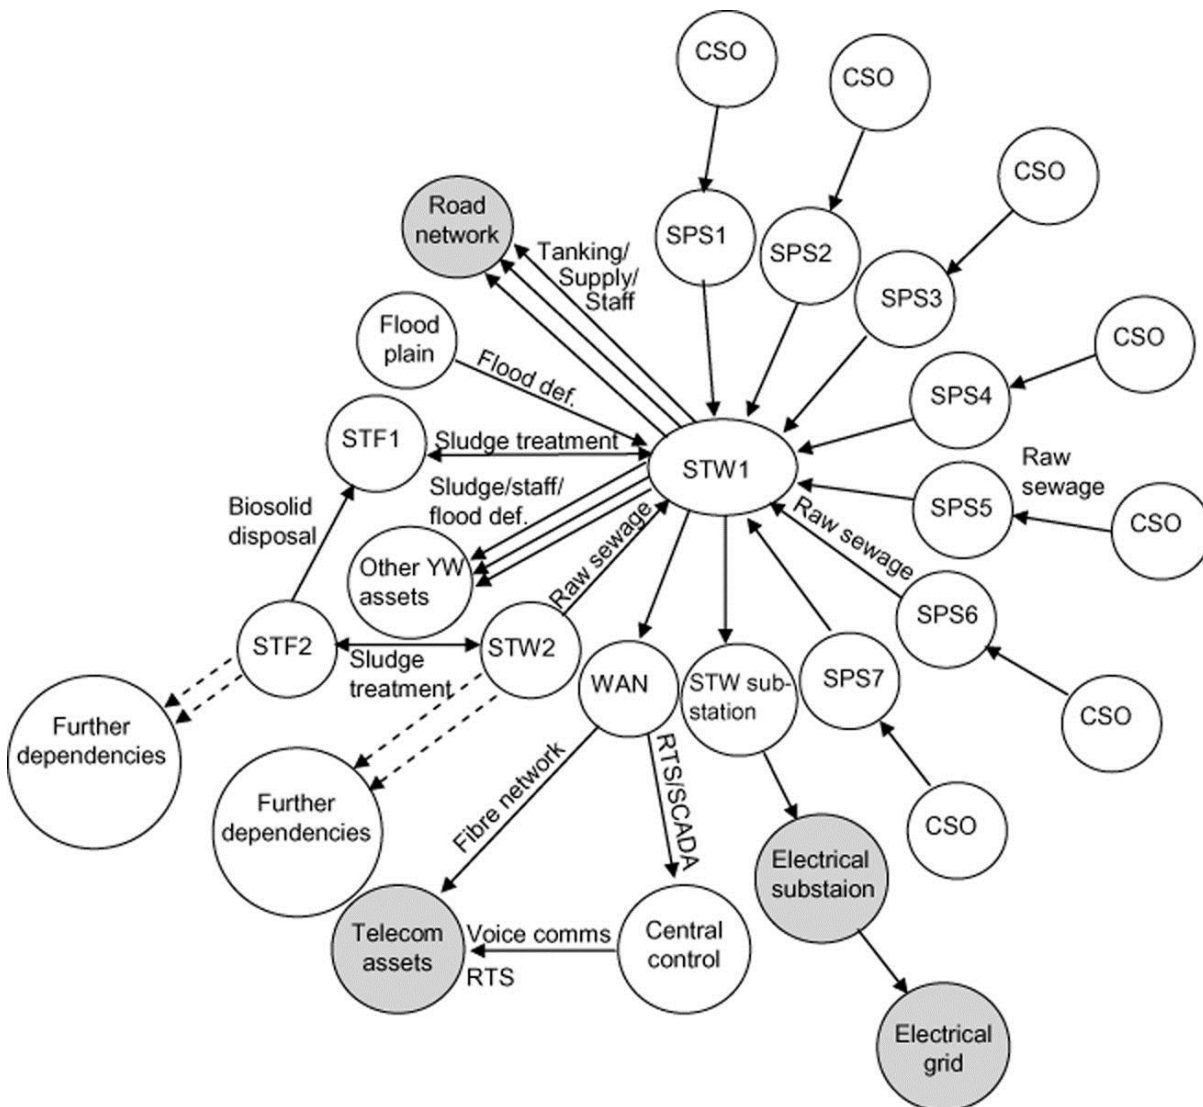 CSO
CSO
CSO
Road
network
SPS1
SPS2
SPS3
Tanking/
Supply/
Staff
Flood
plain
Flood def.
CSO
SPS4
STF1
Sludge treatment
STW1
Raw
sewage
Sludge/staff/
flood def.
SPS5
CSO
Biosolid
disposal
Raw sewage
Raw sewage
Other YW
assets
SPS6
STF2
Sludge
treatment
STW2
WAN
STW sub-
station
SPS7
CSO
Further
dependencies
Further
dependencies
Fibre network
RTS/SCADA
CSO
Electrical
substaion
Telecom
assets
Voice comms
RTS
Central
control
Electrical
grid